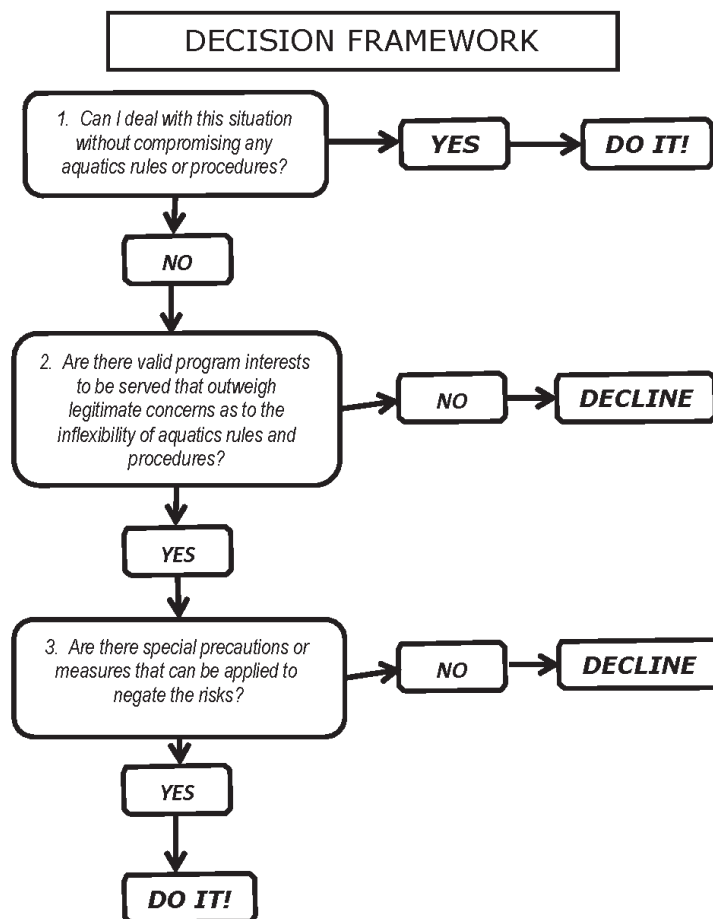 DECISION FRAMEWORK
1. Can I deal with this situation
without compromising any
aquatics rules or procedures?
YES
DO IT!
NO
2. Are there valid program interests
to be served that outweigh
legitimate concerns as to the
inflexibility of aquatics rules and
procedures?
NO
DECLINE
YES
3. Are there special precautions or
measures that can be applied to
negate the risks?
NO
DECLINE
YES
DO IT!